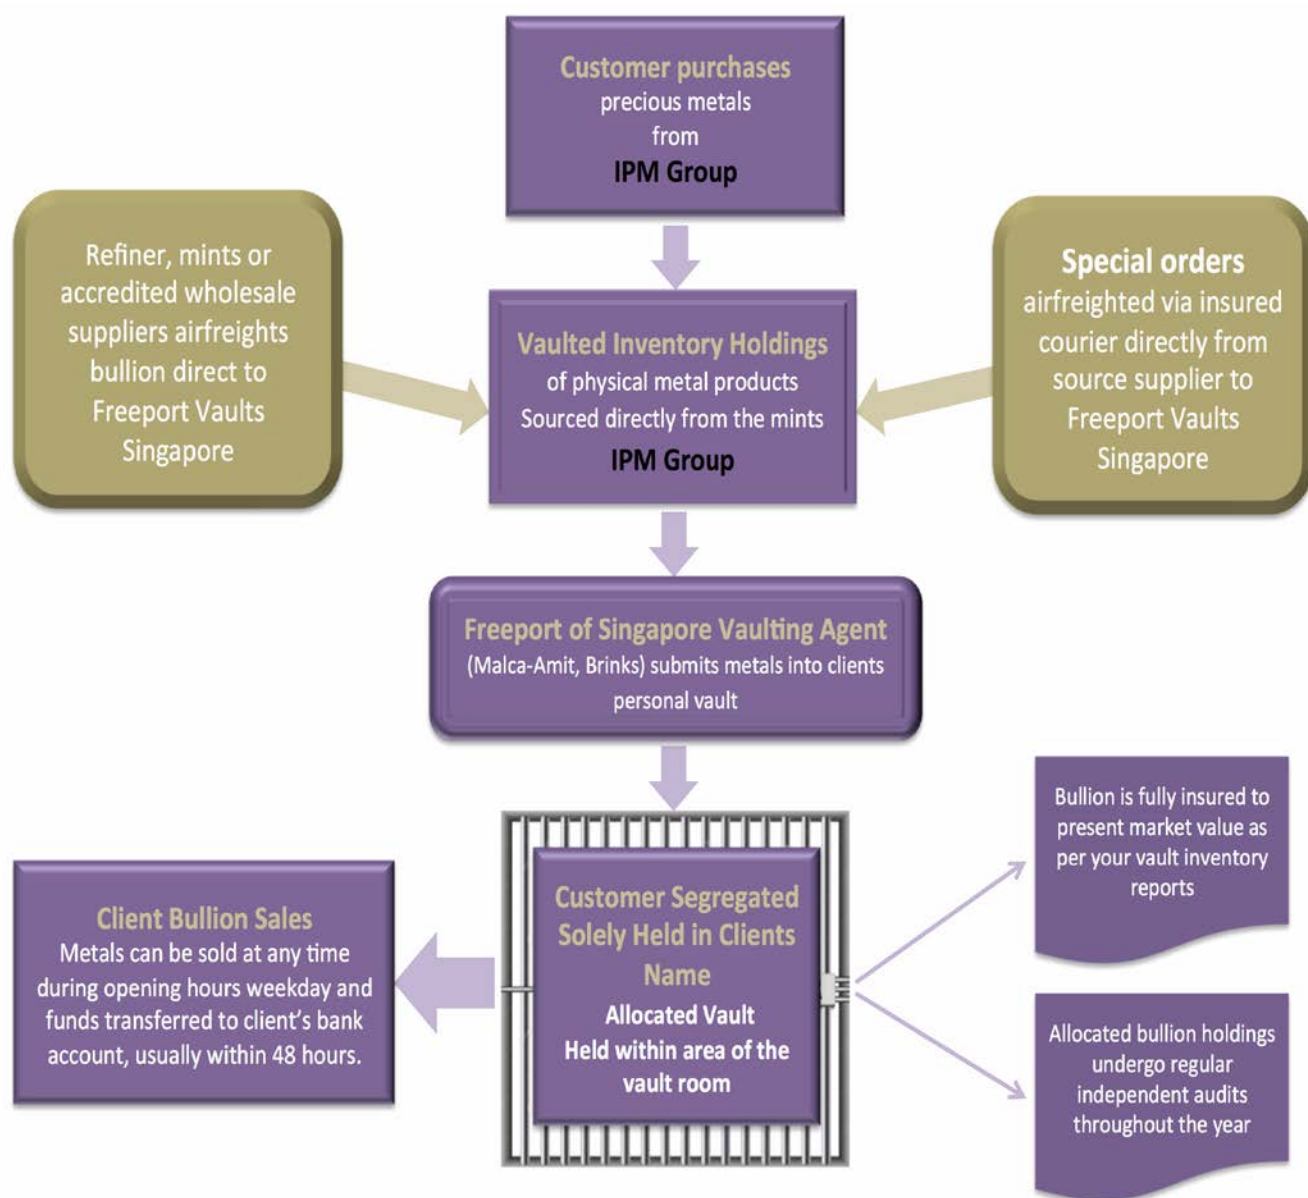 Customer purchases
precious metals
from
IPM Group
Refiner, mints or
accredited wholesale
suppliers airfreights
bullion direct to
Freeport Vaults
Singapore
Vaulted Inventory Holdings
of physical metal products
Sourced directly from the mints
IPM Group
Special orders
airfreighted via insured
courier directly from
source supplier to
Freeport Vaults
Singapore
Freeport of Singapore Vaulting Agent
(Malca-Amit, Brinks) submits metals into clients
personal vault
Client Bullion Sales
Metals can be sold at any time
during opening hours weekday and
funds transferred to client's bank
account, usually within 48 hours.
Customer Segregated
Solely Held in Clients
Name
Allocated Vault
Held within area of the
vault room
Bullion is fully insured to
present market value as
per your vault inventory
reports
Allocated bullion holdings
undergo regular
independent audits
throughout the year